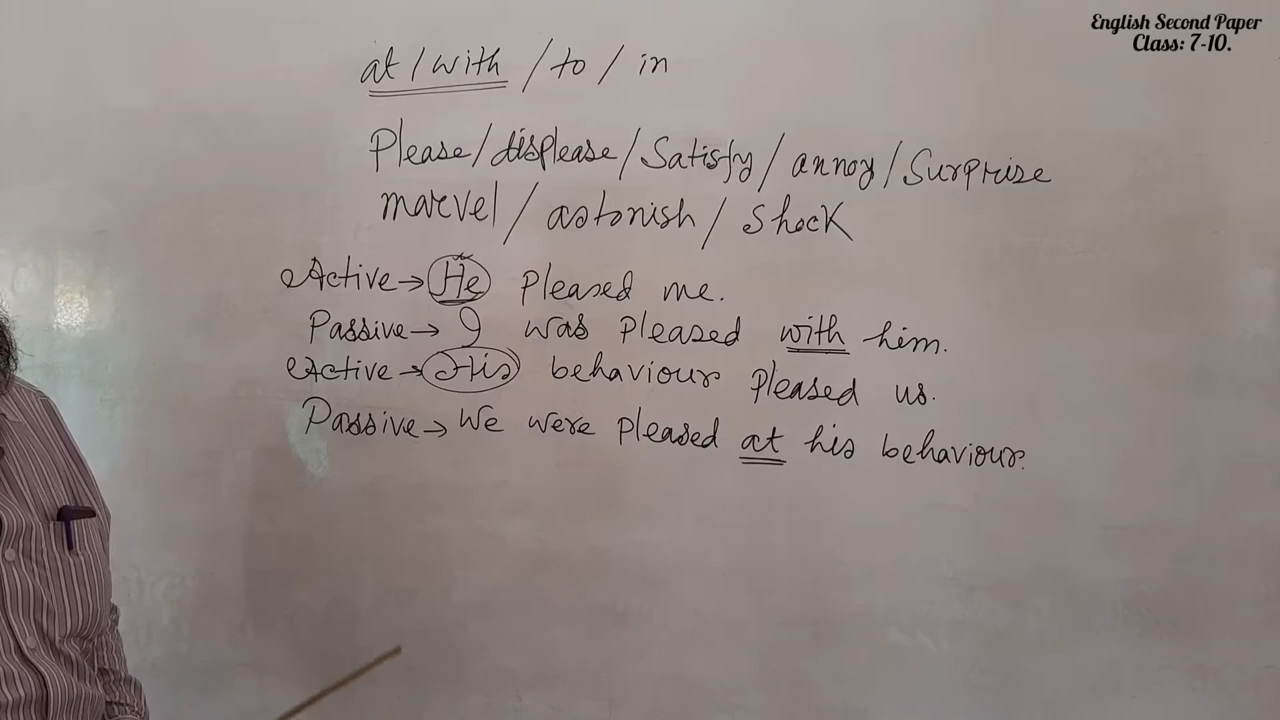 English Second Paper
Class: 7-10.
at / with / to / in
Please / displease / Satisfy / annoy / Surprise
marvel / astonish / Shock
Active → He Pleased me.
Passive → I was Pleased with him.
Active → His behaviour pleased us.
Passive → We were pleased at his behaviour.